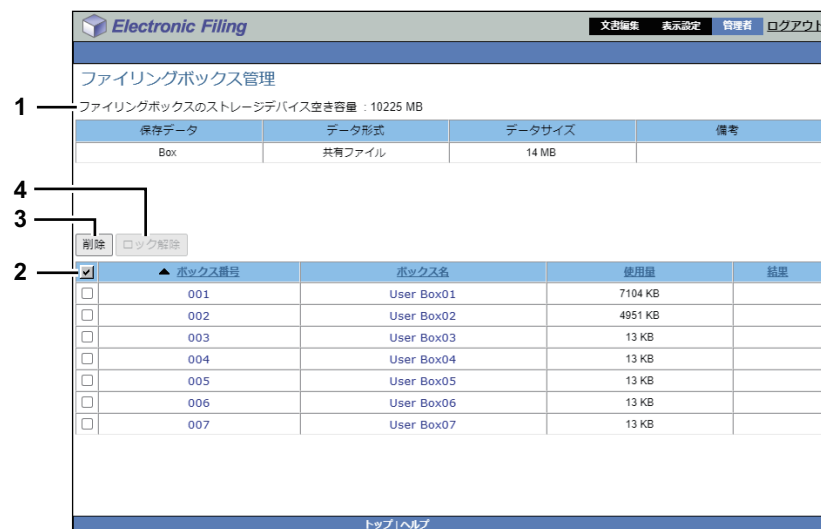 Electronic Filing 文書編集 表示設定 管理者 ログアウト
ファイリングボックス管理
1 ファイリングボックスのストレージデバイス空き容量 : 10225 MB
保存データ データ形式 データサイズ 備考
Box 共有ファイル 14 MB
4
3
削除 ロック解除
2 ▲ ボックス番号 ボックス名 使用量 結果
001 User Box01 7104 KB
002 User Box02 4951 KB
003 User Box03 13 KB
004 User Box04 13 KB
005 User Box05 13 KB
006 User Box06 13 KB
007 User Box07 13 KB
トップ | ヘルプ